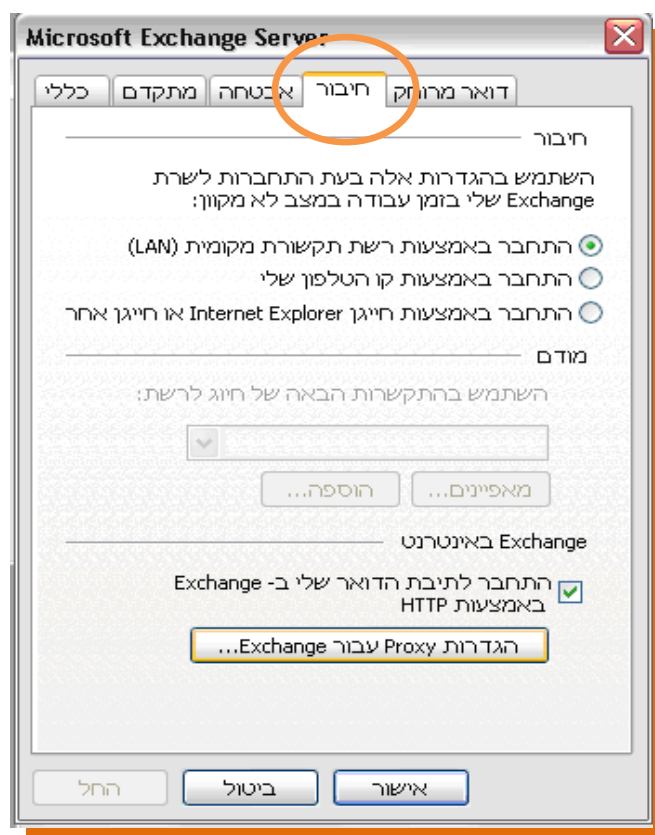 Microsoft Exchange Server
כללי מתקדם אבטחה חיבור דואר מרוחק
חיבור
השתמש בהגדרות אלה בעת התחברות לשרת
Exchange שלי בזמן עבודה במצב לא מקוון:
התחבר באמצעות רשת תקשורת מקומית (LAN)
התחבר באמצעות קו הטלפון שלי
התחבר באמצעות חייגן Internet Explorer או חייגן אחר
מודם
השתמש בהתקשרות הבאה של חיוג לרשת:
מאפיינים... הוספה...
Exchange באינטרנט
התחבר לתיבת הדואר שלי ב- Exchange
באמצעות HTTP
הגדרות Proxy עבור Exchange...
אישור ביטול החל